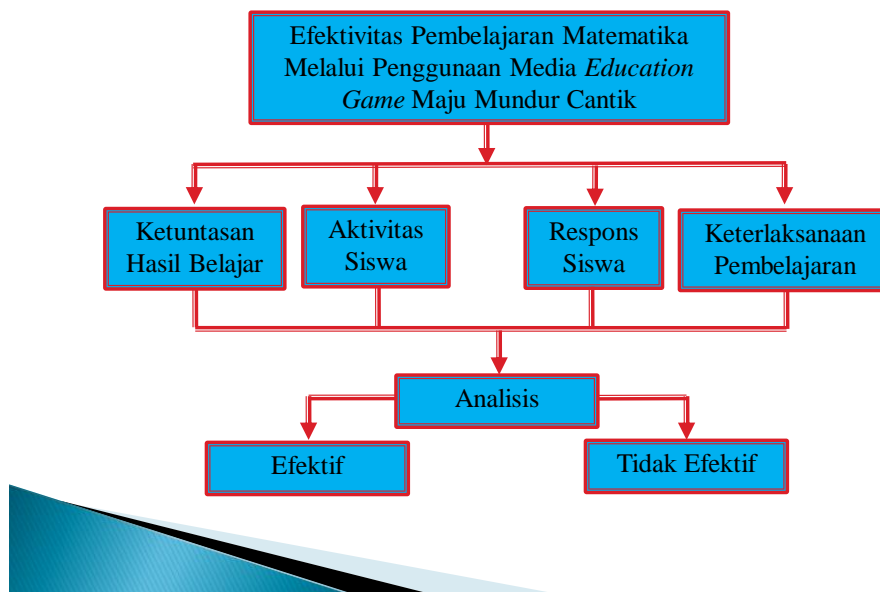 Efektivitas Pembelajaran Matematika
Melalui Penggunaan Media Education
Game Maju Mundur Cantik
Ketuntasan
Hasil Belajar
Aktivitas
Siswa
Respons
Siswa
Keterlaksanaan
Pembelajaran
Analisis
Efektif
Tidak Efektif